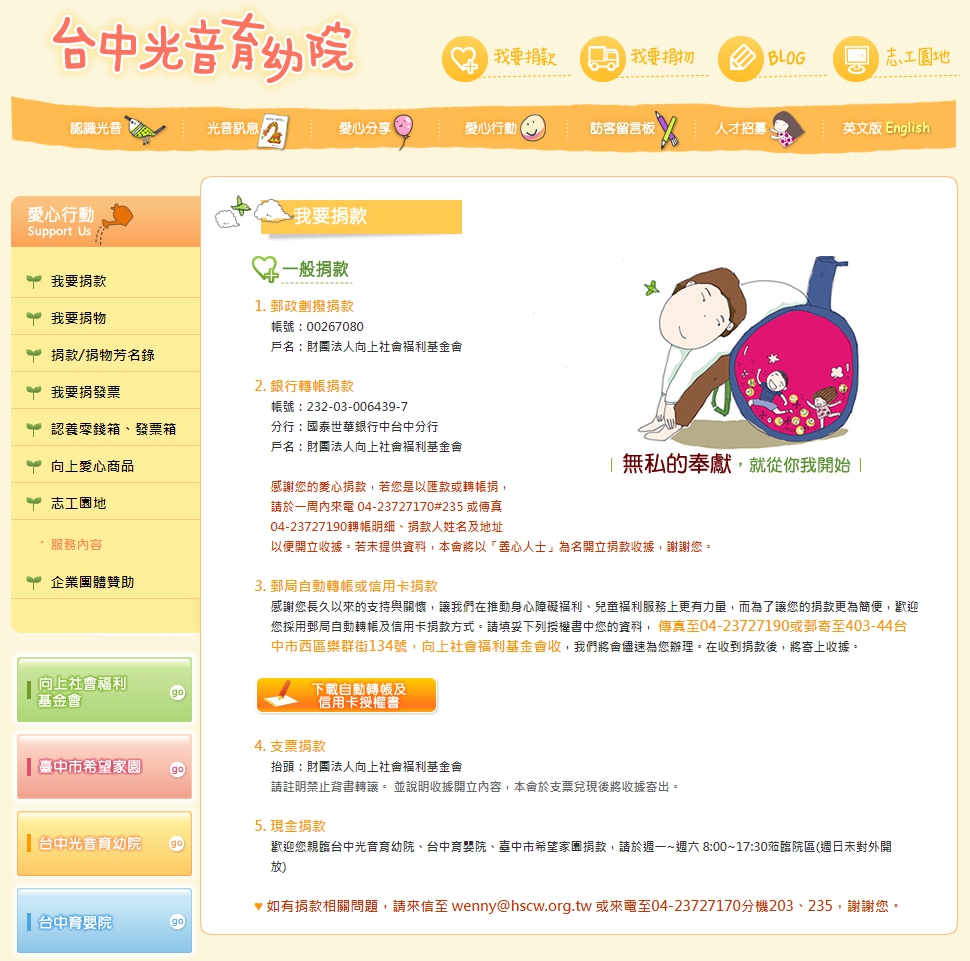 台中光音育幼院
我要捐款
我要捐物
BLOG
志工園地
認識光音
光音訊息
愛心分享
愛心行動
訪客留言板
人才招募
英文版 English
愛心行動
Support Us
我要捐款
我要捐物
捐款/捐物芳名錄
我要捐發票
認養零錢箱、發票箱
向上愛心商品
志工園地
服務內容
企業團體贊助
向上社會福利
基金會
go
臺中市希望家園
go
台中光音育幼院
go
台中育嬰院
go
我要捐款
一般捐款
1. 郵政劃撥捐款
帳號：00267080
戶名：財團法人向上社會福利基金會
2. 銀行轉帳捐款
帳號：232-03-006439-7
分行：國泰世華銀行中台中分行
戶名：財團法人向上社會福利基金會
感謝您的愛心捐款，若您是以匯款或轉帳捐，
請於一周內來電 04-23727170#235 或傳真
04-23727190轉帳明細、捐款人姓名及地址
以便開立收據。若未提供資料，本會將以「善心人士」為名開立捐款收據，謝謝您。
無私的奉獻，就從你我開始
3. 郵局自動轉帳或信用卡捐款
感謝您長久以來的支持與關懷，讓我們在推動身心障礙福利、兒童福利服務上更有力量，而為了讓您的捐款更為簡便，歡迎
您採用郵局自動轉帳及信用卡捐款方式。請填妥下列授權書中您的資料， 傳真至04-23727190或郵寄至403-44台
中市西區樂群街134號，向上社會福利基金會收，我們將會儘速為您辦理。在收到捐款後，將寄上收據。
下載自動轉帳及
信用卡授權書
4. 支票捐款
抬頭：財團法人向上社會福利基金會
請註明禁止背書轉讓。 並說明收據開立內容，本會於支票兌現後將收據寄出。
5. 現金捐款
歡迎您親臨台中光音育幼院、台中育嬰院、臺中市希望家園捐款，請於週一~週六 8:00~17:30蒞臨院區(週日未對外開
放)
♥ 如有捐款相關問題，請來信至 wenny@hscw.org.tw 或來電至04-23727170分機203、235，謝謝您。